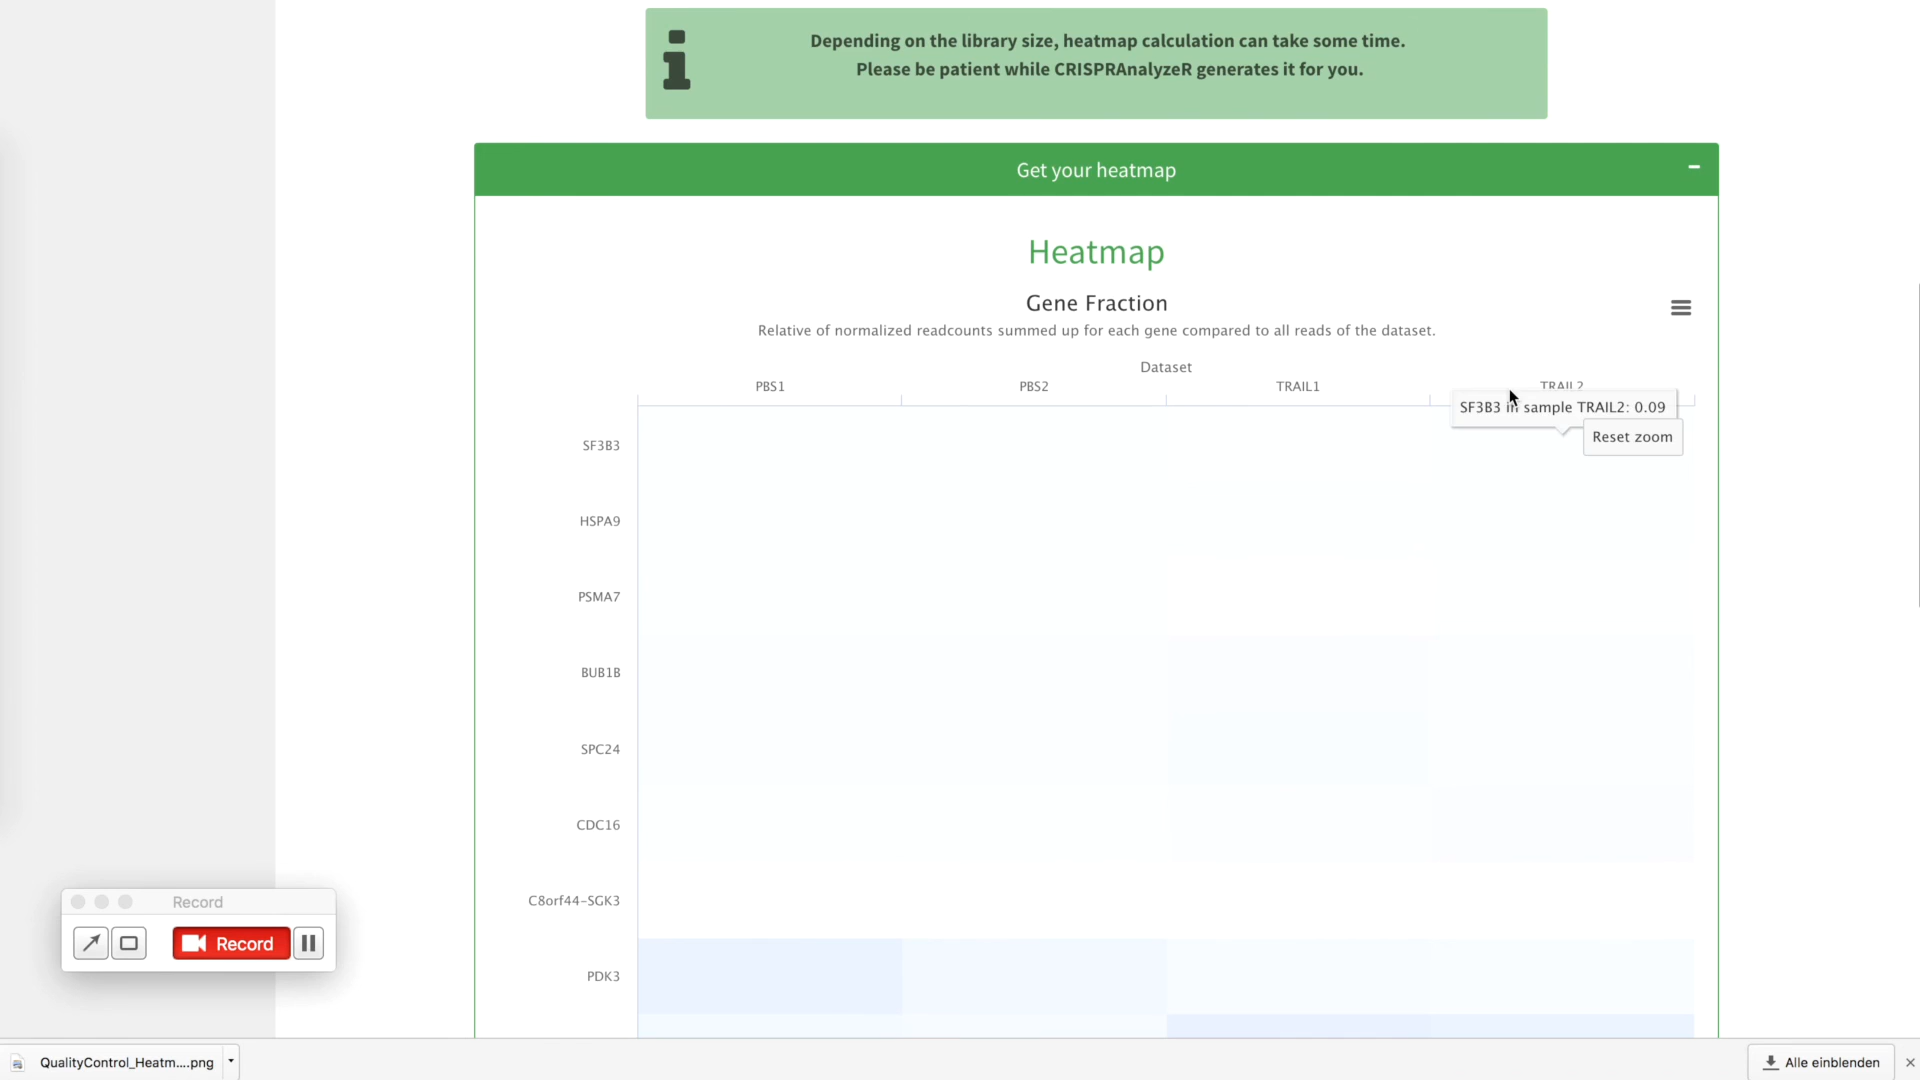 Depending on the library size, heatmap calculation can take some time.
Please be patient while CRISPRAnalyzeR generates it for you.
Get your heatmap
Heatmap
Gene Fraction
Relative of normalized readcounts summed up for each gene compared to all reads of the dataset.
Dataset
PBS1 PBS2 TRAIL1 TRAIL2
SF3B3 in sample TRAIL2: 0.09
Reset zoom
SF3B3
HSPA9
PSMA7
BUB1B
SPC24
CDC16
C8orf44-SGK3
PDK3
Record
Record
QualityControl_Heatm....png
Alle einblenden